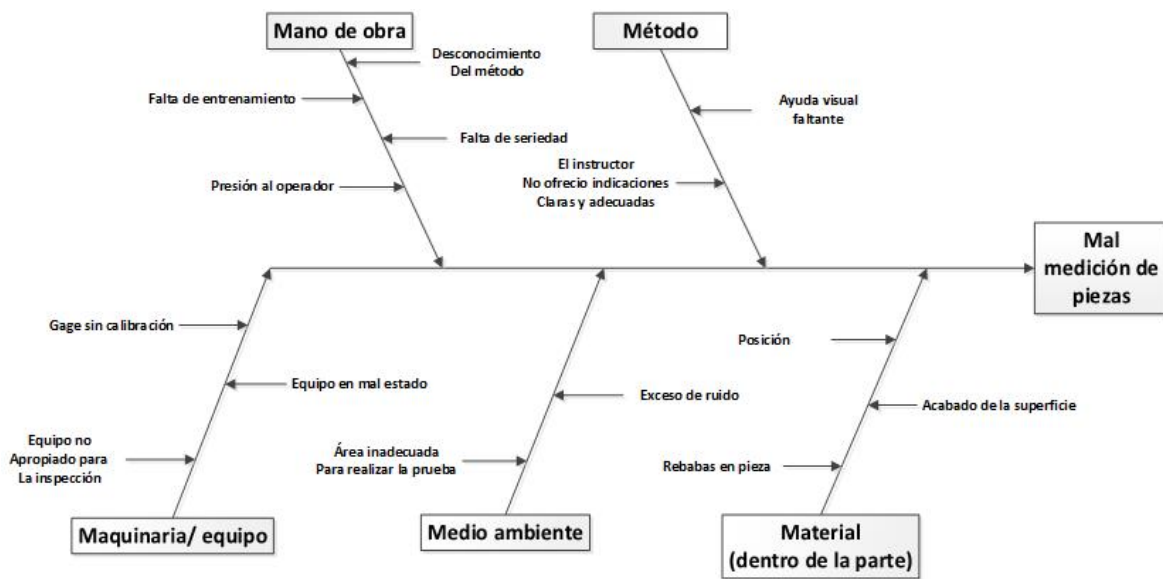 Mano de obra
Método
Desconocimiento
Del método
Falta de entrenamiento
Ayuda visual
faltante
Falta de seriedad
El instructor
No ofrecio indicaciones
Claras y adecuadas
Presión al operador
Mal
medición de
piezas
Gage sin calibración
Posición
Equipo en mal estado
Exceso de ruido
Acabado de la superficie
Equipo no
Apropiado para
La inspección
Área inadecuada
Para realizar la prueba
Rebabas en pieza
Maquinaria/ equipo
Medio ambiente
Material
(dentro de la parte)